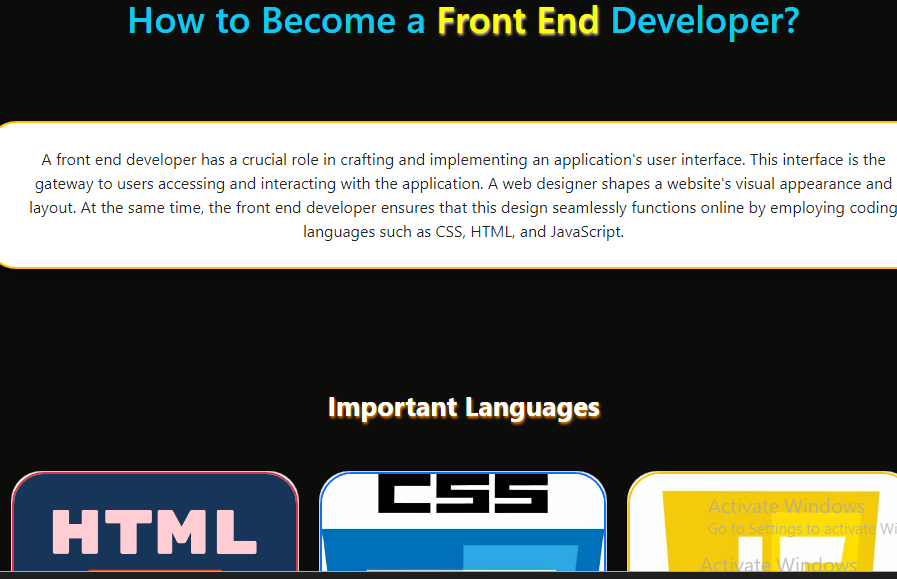 How to Become a Front End Developer?
A front end developer has a crucial role in crafting and implementing an application's user interface. This interface is the
gateway to users accessing and interacting with the application. A web designer shapes a website's visual appearance and
layout. At the same time, the front end developer ensures that this design seamlessly functions online by employing coding
languages such as CSS, HTML, and JavaScript.
Important Languages
HTML
CSS
Activate Windows
Go to Settings to activate Wi
Activate Windows